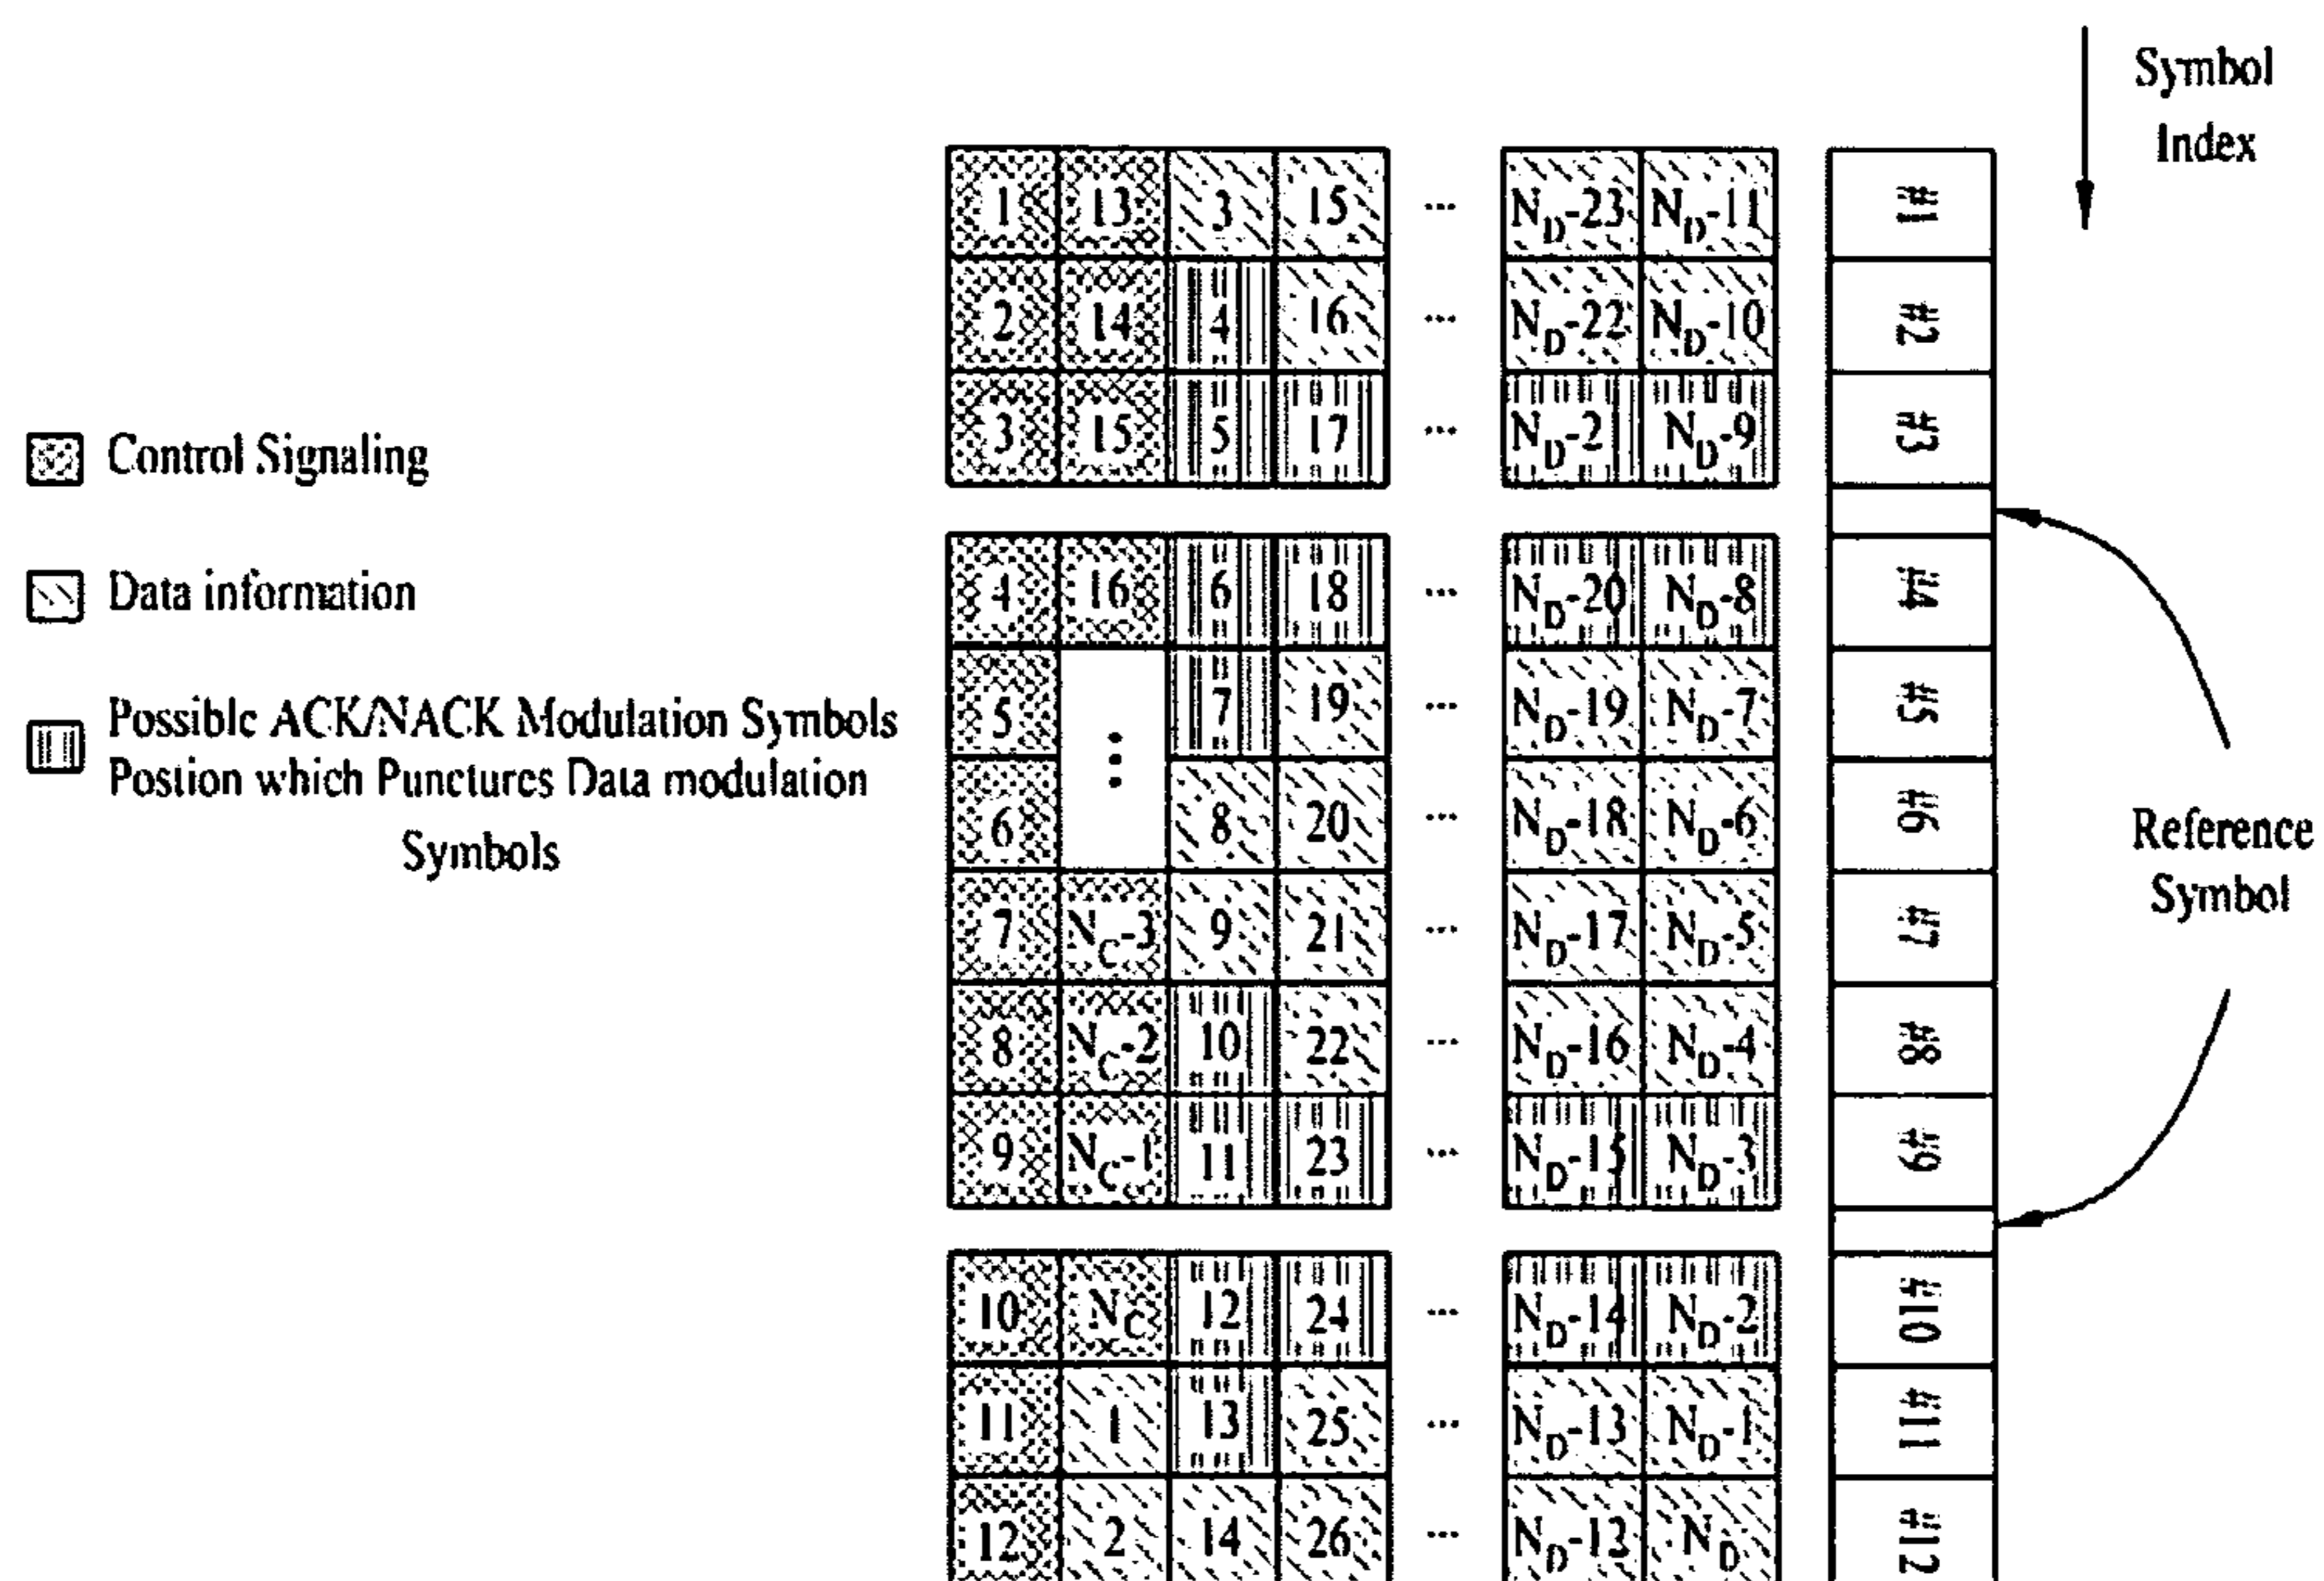 Symbol
Index
1 13 3 15 ... N_D-23 N_D-11 #1
2 14 4 16 ... N_D-22 N_D-10 #2
3 15 5 17 ... N_D-21 N_D-9 #3
Control Signaling
4 16 6 18 ... N_D-20 N_D-8 #4
Data information
5 7 19 ... N_D-19 N_D-7 #5
Possible ACK/NACK Modulation Symbols
Postion which Punctures Data modulation
Symbols
6 8 20 ... N_D-18 N_D-6 #6
Reference
Symbol
7 N_C-3 9 21 ... N_D-17 N_D-5 #7
8 N_C-2 10 22 ... N_D-16 N_D-4 #8
9 N_C-1 11 23 ... N_D-15 N_D-3 #9
10 N_C 12 24 ... N_D-14 N_D-2 #10
11 1 13 25 ... N_D-13 N_D-1 #11
12 2 14 26 ... N_D-13 N_D #12